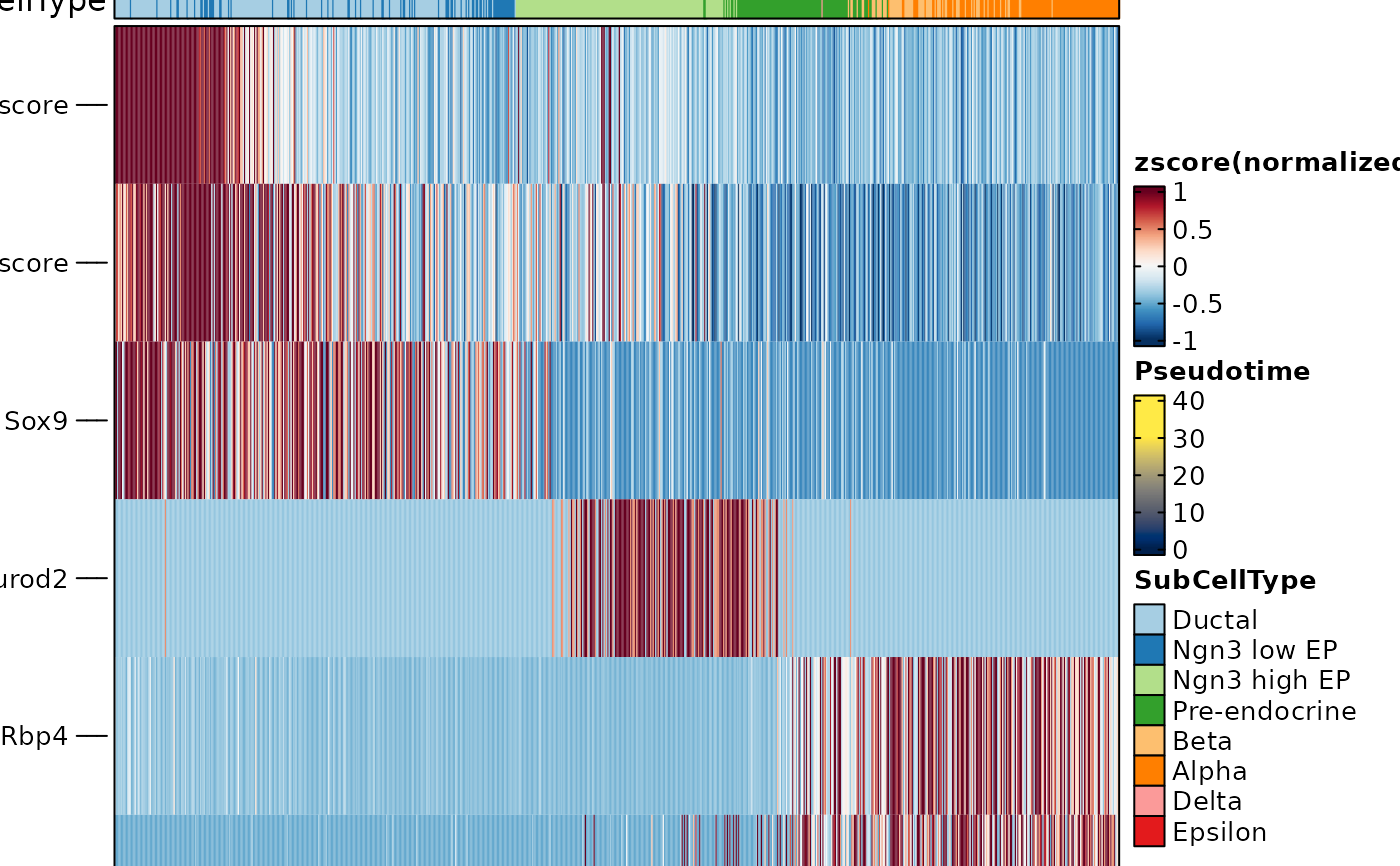 ellType
score
score
Sox9
urod2
Rbp4
zscore(normalized
1
0.5
0
-0.5
-1
Pseudotime
40
30
20
10
0
SubCellType
Ductal
Ngn3 low EP
Ngn3 high EP
Pre-endocrine
Beta
Alpha
Delta
Epsilon